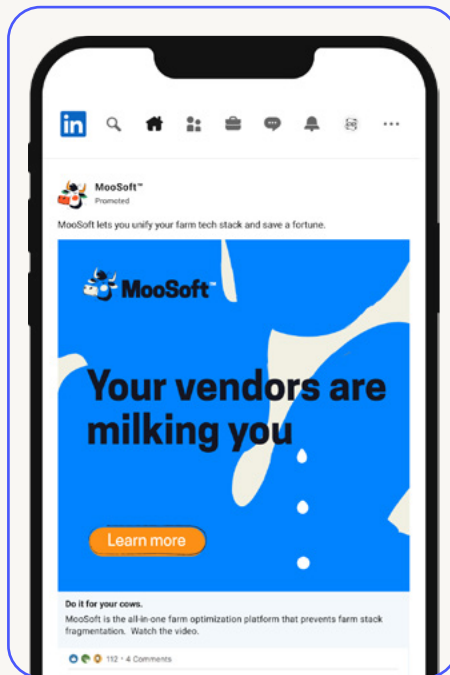 in
MooSoft™
Promoted
MooSoft lets you unify your farm tech stack and save a fortune.
MooSoft™
Your vendors are
milking you
Learn more
Do it for your cows.
MooSoft is the all-in-one farm optimization platform that prevents farm stack
fragmentation. Watch the video.
112 • 4 Comments